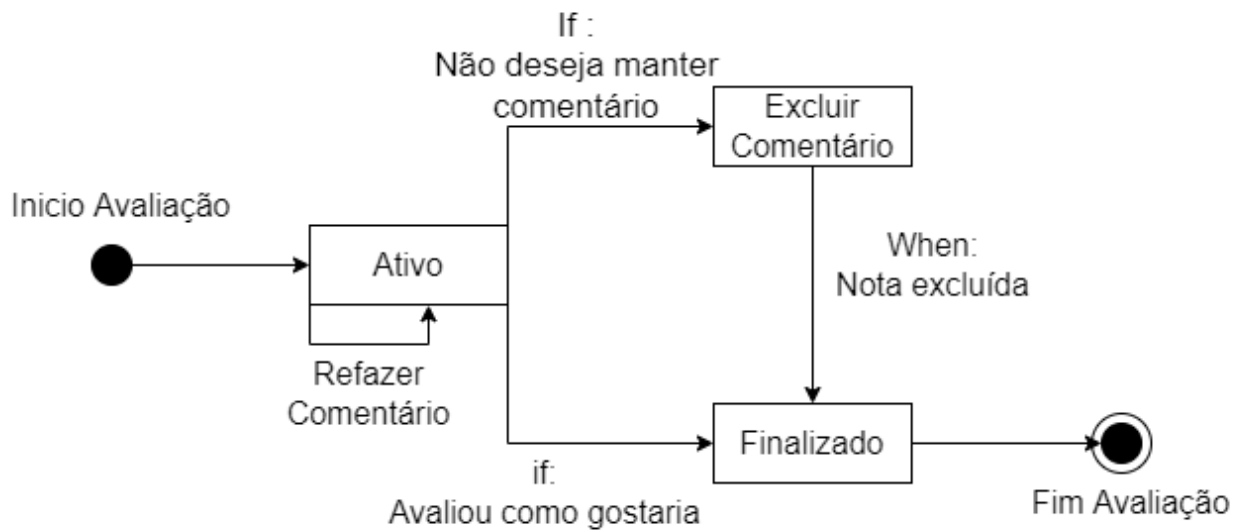 If :
Não deseja manter
comentário
Excluir
Comentário
Inicio Avaliação
Ativo
When:
Nota excluída
Refazer
Comentário
Finalizado
if:
Avaliou como gostaria
Fim Avaliação